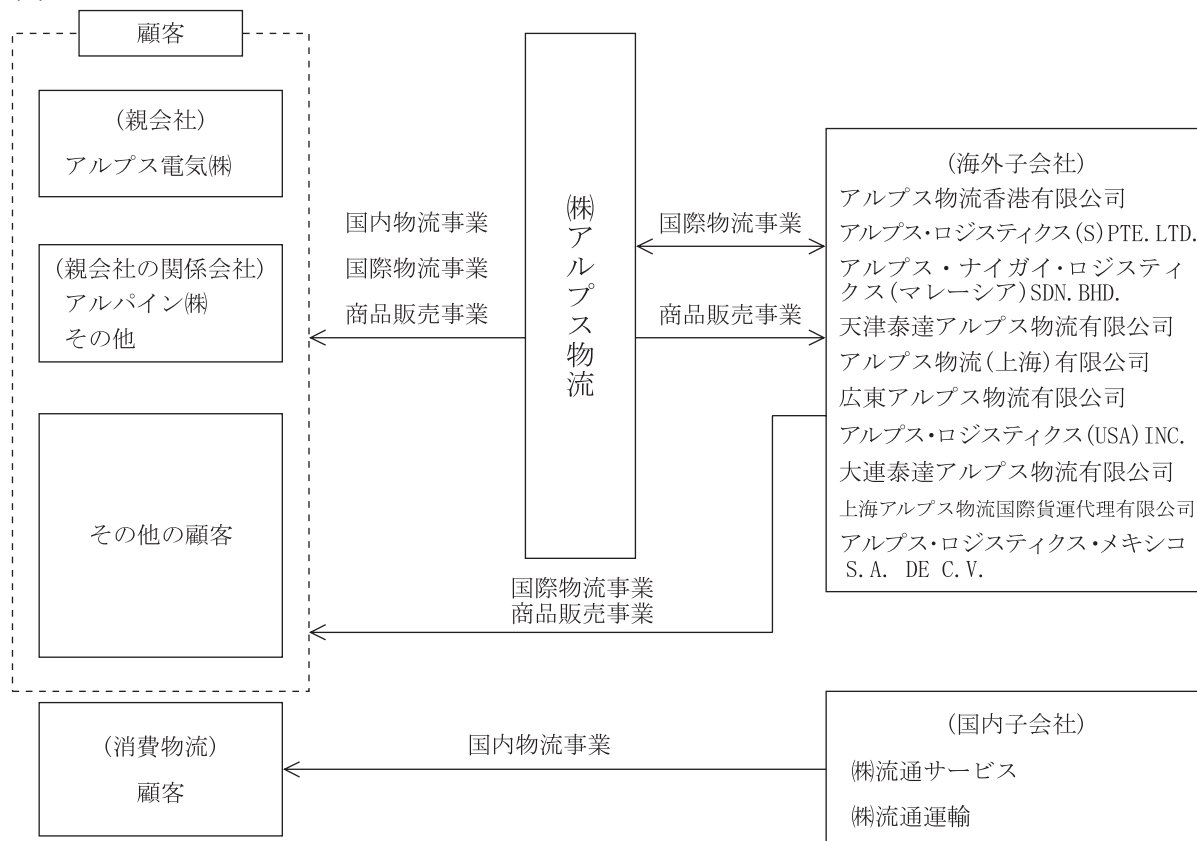 顧客
(親会社)
アルプス電気㈱
(親会社の関係会社)
アルパイン㈱
その他
その他の顧客
国内物流事業
国際物流事業
商品販売事業
㈱アルプス物流
国際物流事業
商品販売事業
(海外子会社)
アルプス物流香港有限公司
アルプス・ロジスティクス(S)PTE.LTD.
アルプス・ナイガイ・ロジスティ
クス(マレーシア)SDN.BHD.
天津泰達アルプス物流有限公司
アルプス物流(上海)有限公司
広東アルプス物流有限公司
アルプス・ロジスティクス(USA)INC.
大連泰達アルプス物流有限公司
上海アルプス物流国際貨運代理有限公司
アルプス・ロジスティクス・メキシコ
S.A. DE C.V.
国際物流事業
商品販売事業
(消費物流)
顧客
国内物流事業
(国内子会社)
㈱流通サービス
㈱流通運輸